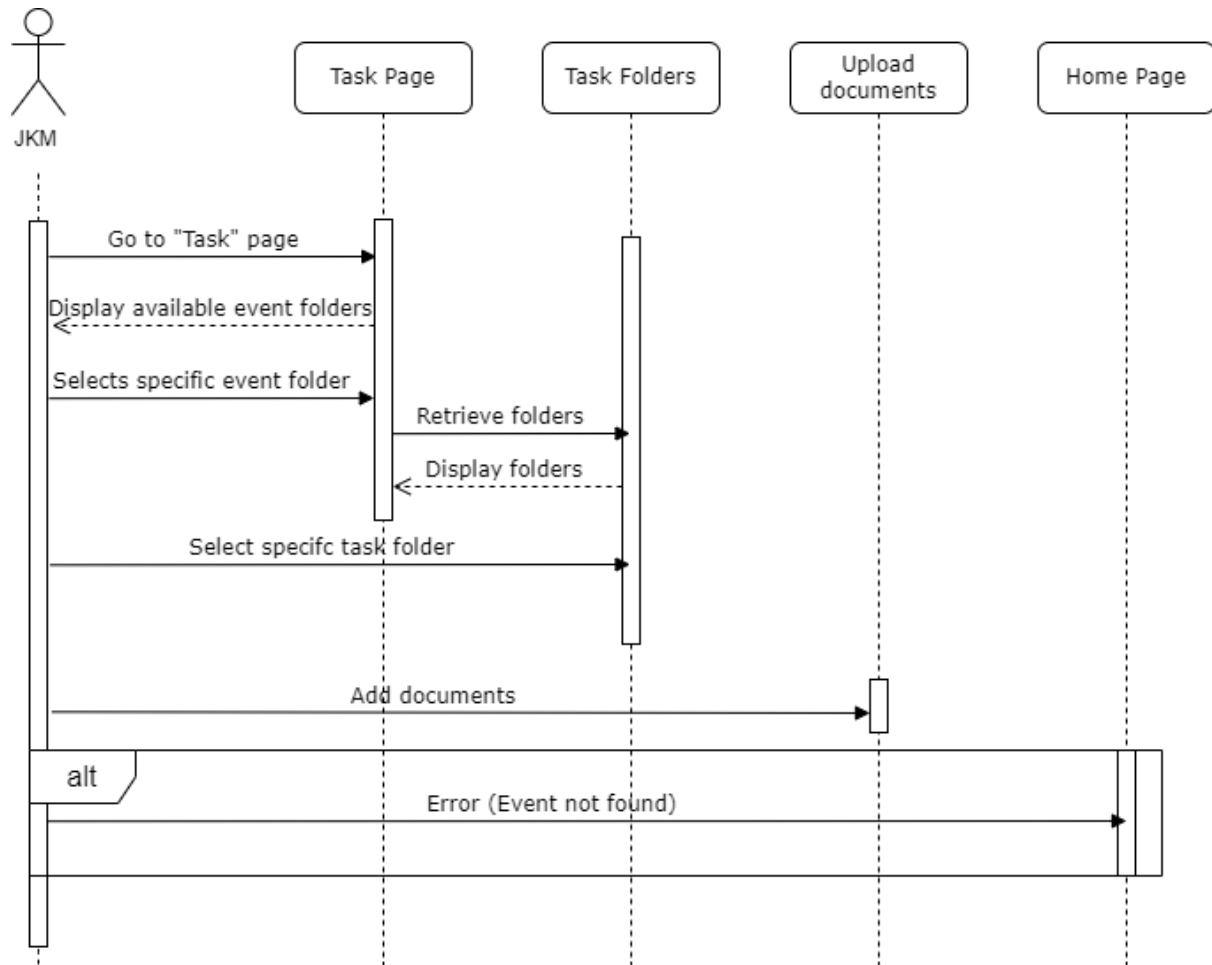 JKM
Task Page
Task Folders
Upload
documents
Home Page
Go to "Task" page
Display available event folders
Selects specific event folder
Retrieve folders
Display folders
Select specifc task folder
Add documents
alt
Error (Event not found)